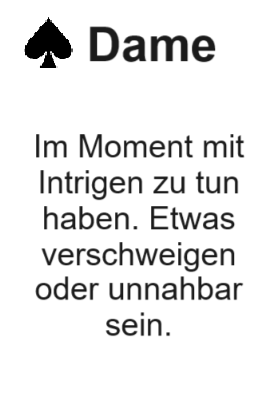 ♠ Dame
Im Moment mit
Intrigen zu tun
haben. Etwas
verschweigen
oder unnahbar
sein.